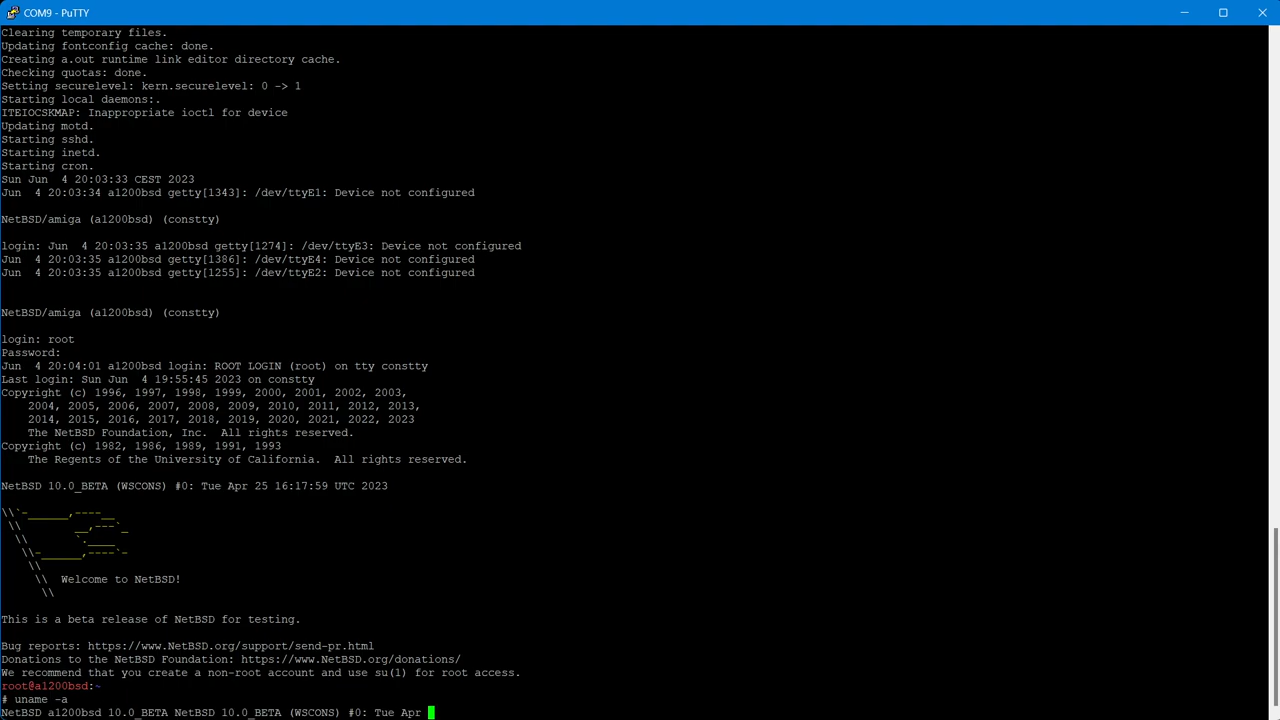 COM9 - PuTTY
Clearing temporary files.
Updating fontconfig cache: done.
Creating a.out runtime link editor directory cache.
Checking quotas: done.
Setting securelevel: kern.securelevel: 0 -> 1
Starting local daemons:.
ITEIOCSKMAP: Inappropriate ioctl for device
Updating motd.
Starting sshd.
Starting inetd.
Starting cron.
Sun Jun  4 20:03:33 CEST 2023
Jun  4 20:03:34 a1200bsd getty[1343]: /dev/ttyE1: Device not configured
NetBSD/amiga (a1200bsd) (constty)
login: Jun  4 20:03:35 a1200bsd getty[1274]: /dev/ttyE3: Device not configured
Jun  4 20:03:35 a1200bsd getty[1386]: /dev/ttyE4: Device not configured
Jun  4 20:03:35 a1200bsd getty[1255]: /dev/ttyE2: Device not configured
NetBSD/amiga (a1200bsd) (constty)
login: root
Password:
Jun  4 20:04:01 a1200bsd login: ROOT LOGIN (root) on tty constty
Last login: Sun Jun  4 19:55:45 2023 on constty
Copyright (c) 1996, 1997, 1998, 1999, 2000, 2001, 2002, 2003,
    2004, 2005, 2006, 2007, 2008, 2009, 2010, 2011, 2012, 2013,
    2014, 2015, 2016, 2017, 2018, 2019, 2020, 2021, 2022, 2023
    The NetBSD Foundation, Inc.  All rights reserved.
Copyright (c) 1982, 1986, 1989, 1991, 1993
    The Regents of the University of California.  All rights reserved.
NetBSD 10.0_BETA (WSCONS) #0: Tue Apr 25 16:17:59 UTC 2023
\\`-______,----__
 \\        __,---`_
  \\       `.____
   \\-______,----`-
    \\
     \\  Welcome to NetBSD!
      \\
This is a beta release of NetBSD for testing.
Bug reports: https://www.NetBSD.org/support/send-pr.html
Donations to the NetBSD Foundation: https://www.NetBSD.org/donations/
We recommend that you create a non-root account and use su(1) for root access.
root@a1200bsd:~
# uname -a
NetBSD a1200bsd 10.0_BETA NetBSD 10.0_BETA (WSCONS) #0: Tue Apr